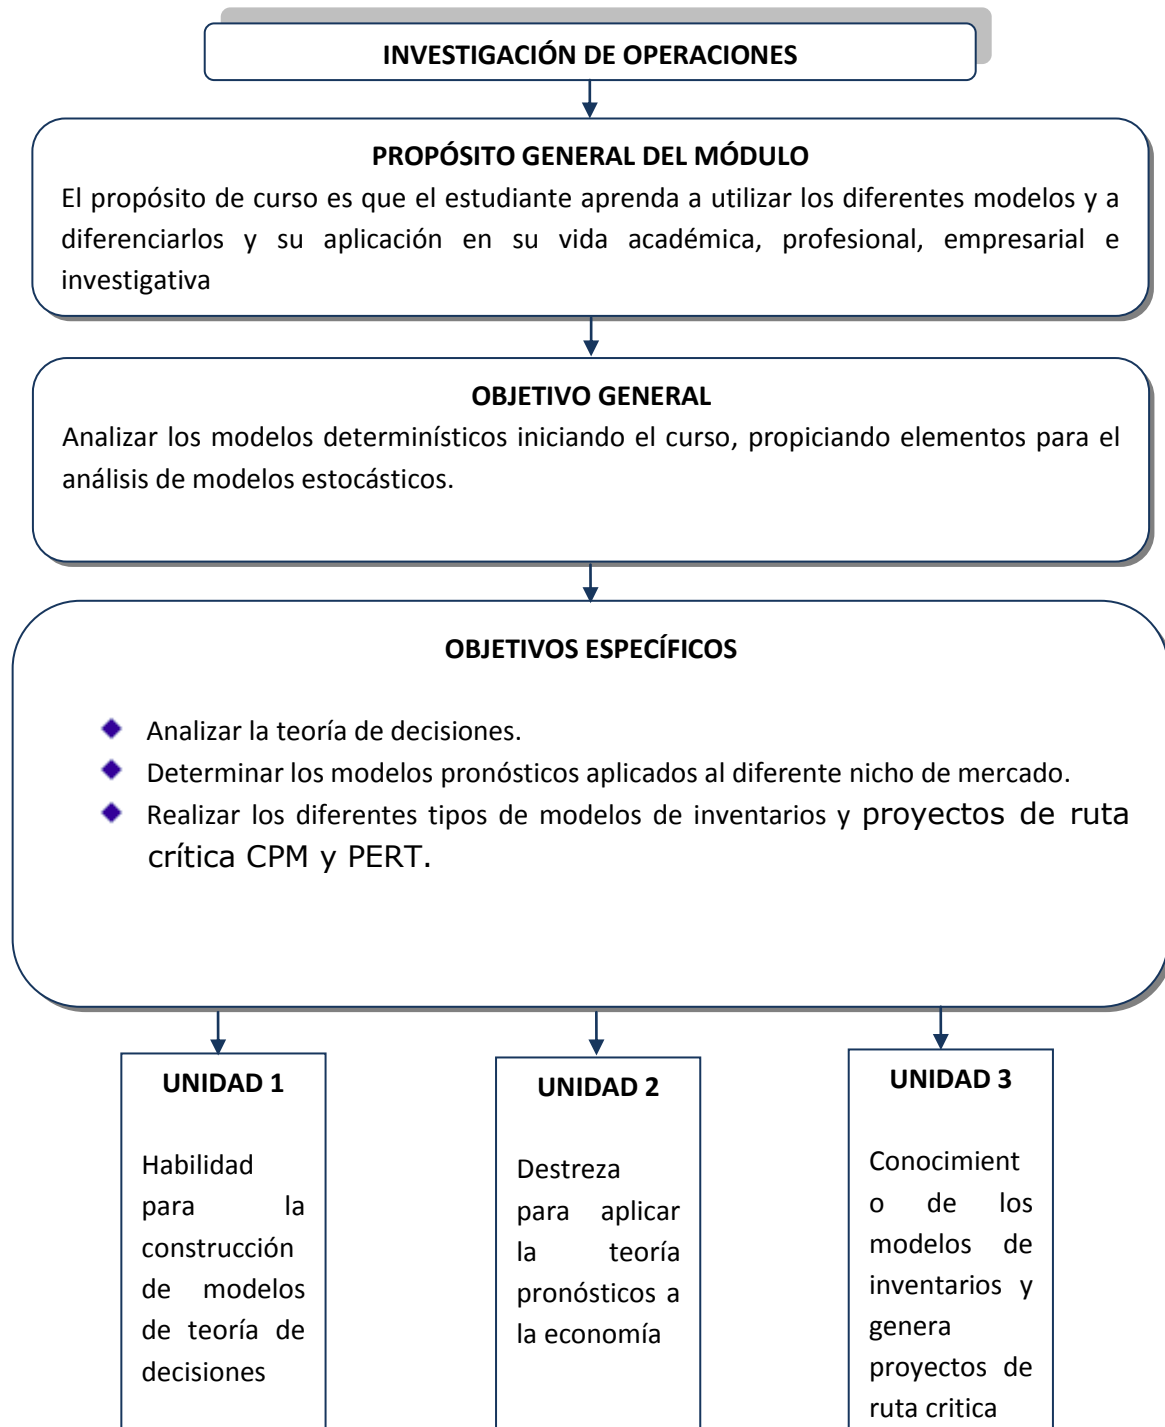 INVESTIGACIÓN DE OPERACIONES
PROPÓSITO GENERAL DEL MÓDULO
El propósito de curso es que el estudiante aprenda a utilizar los diferentes modelos y a
diferenciarlos y su aplicación en su vida académica, profesional, empresarial e
investigativa
OBJETIVO GENERAL
Analizar los modelos determinísticos iniciando el curso, propiciando elementos para el
análisis de modelos estocásticos.
OBJETIVOS ESPECÍFICOS
Analizar la teoría de decisiones.
Determinar los modelos pronósticos aplicados al diferente nicho de mercado.
Realizar los diferentes tipos de modelos de inventarios y proyectos de ruta
crítica CPM y PERT.
UNIDAD 1
Habilidad
para la
construcción
de modelos
de teoría de
decisiones
UNIDAD 2
Destreza
para aplicar
la teoría
pronósticos a
la economía
UNIDAD 3
Conocimient
o de los
modelos de
inventarios y
genera
proyectos de
ruta critica